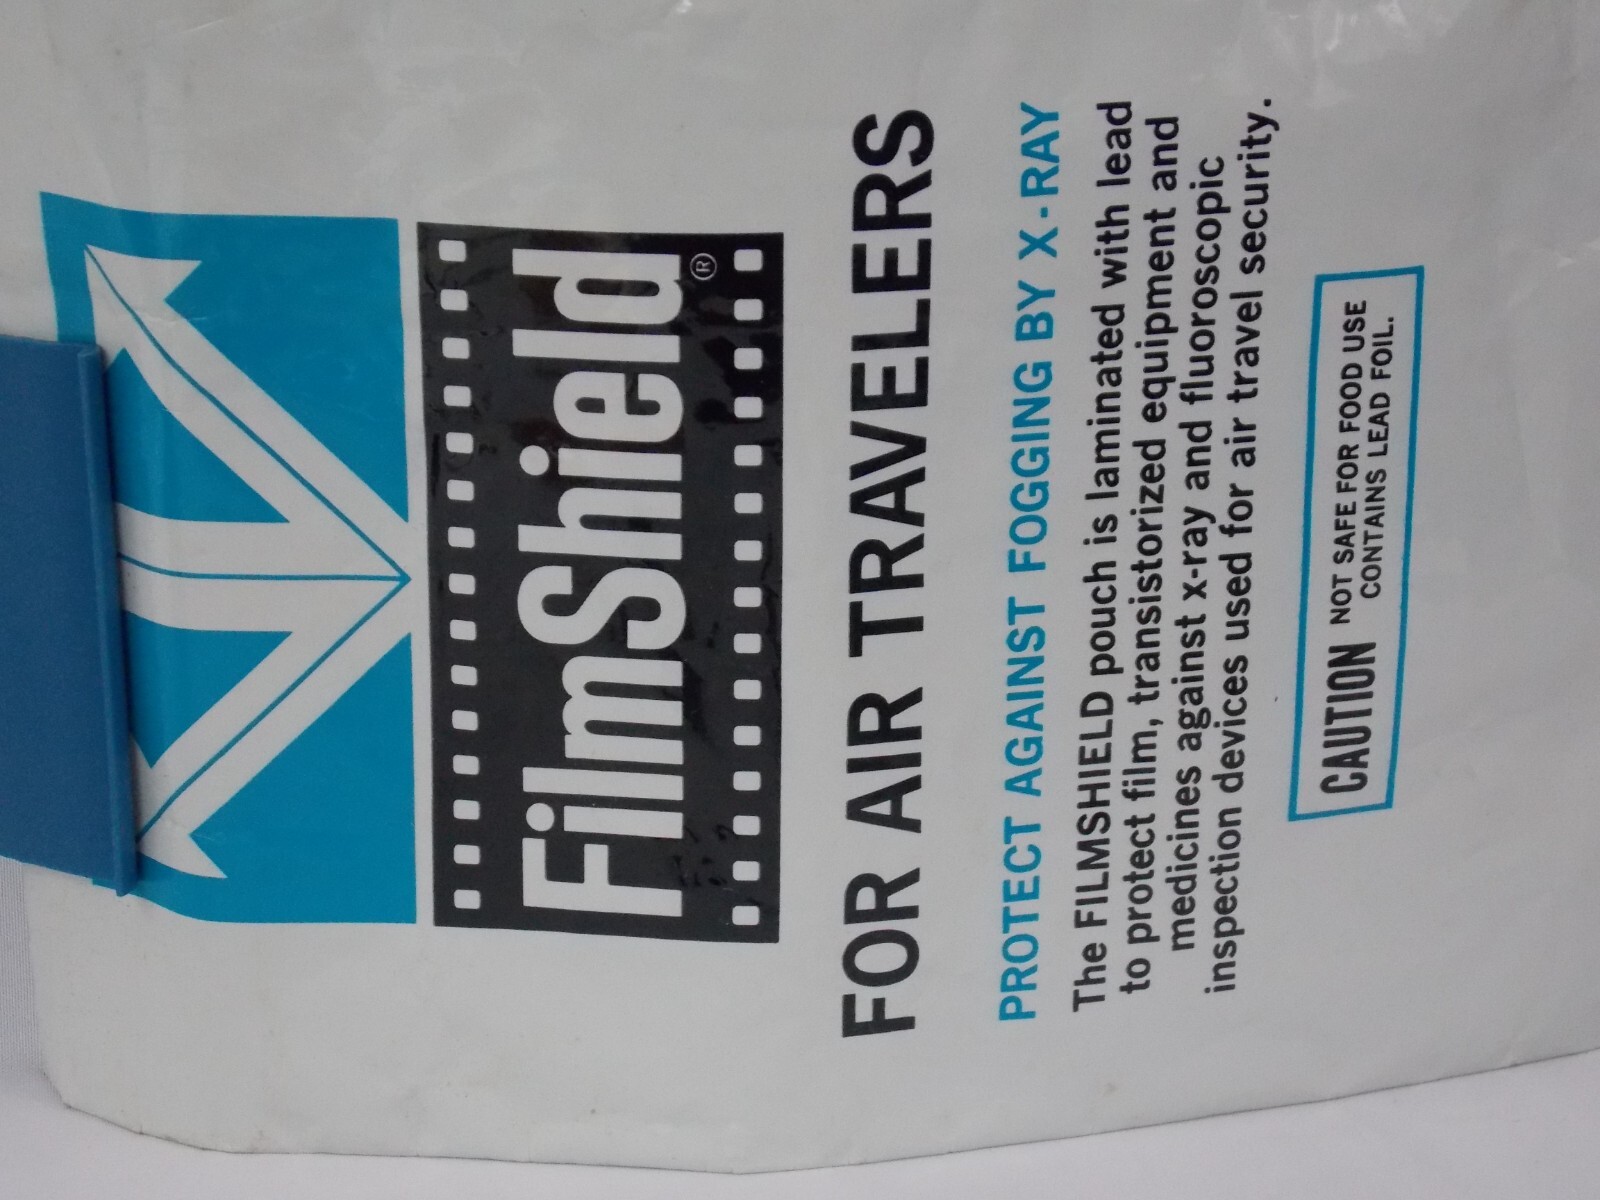 FilmShield®
FOR AIR TRAVELERS
PROTECT AGAINST FOGGING BY X-RAY
The FILMSHIELD pouch is laminated with lead
to protect film, transistorized equipment and
medicines against x-ray and fluoroscopic
inspection devices used for air travel security.
CAUTION NOT SAFE FOR FOOD USE
CONTAINS LEAD FOIL.